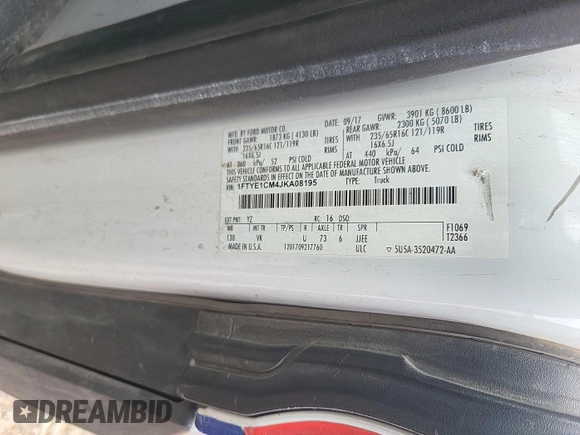 MFD. BY FORD MOTOR CO.
09/17 GVWR: 3901 KG ( 8600 LB)
FRONT GAWR: 1873 KG ( 4130 LB)
REAR GAWR: 2300 KG ( 5070 LB)
WITH 235/65R16C 121/119R TIRES
WITH 235/65R16C 121/119R TIRES
16X6.5J RIMS
16X6.5J RIMS
AT 360 kPa/ 52 PSI COLD
AT 440 kPa/ 64 PSI COLD
THIS VEHICLE CONFORMS TO ALL APPLICABLE FEDERAL MOTOR VEHICLE
SAFETY STANDARDS IN EFFECT ON THE DATE OF MANUFACTURE SHOWN ABOVE.
VIN: 1FTYE1CM4JKA08195
TYPE: Truck
EXT PNT: YZ RC: 16 DSO
WB INT TR TP/PS R AXLE TR SPR F1069
130 VK U 73 6 JJEE T2366
MADE IN U.S.A. 1201709217760 ULC 5U5A-3520472-AA
DREAMBID